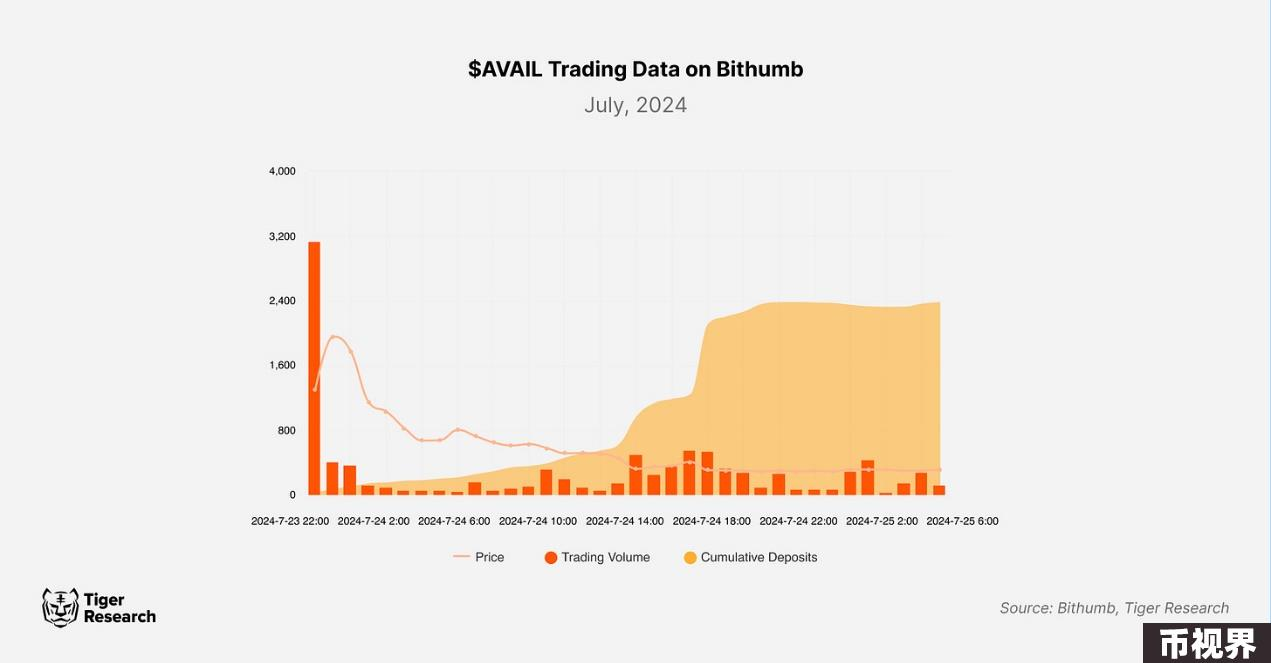 $AVAIL Trading Data on Bithumb
July, 2024
4,000
3,200
2,400
1,600
800
0
2024-7-23 22:00 2024-7-24 2:00 2024-7-24 6:00 2024-7-24 10:00 2024-7-24 14:00 2024-7-24 18:00 2024-7-24 22:00 2024-7-25 2:00 2024-7-25 6:00
Price Trading Volume Cumulative Deposits
Tiger
Research
Source: Bithumb, Tiger Research
币视界